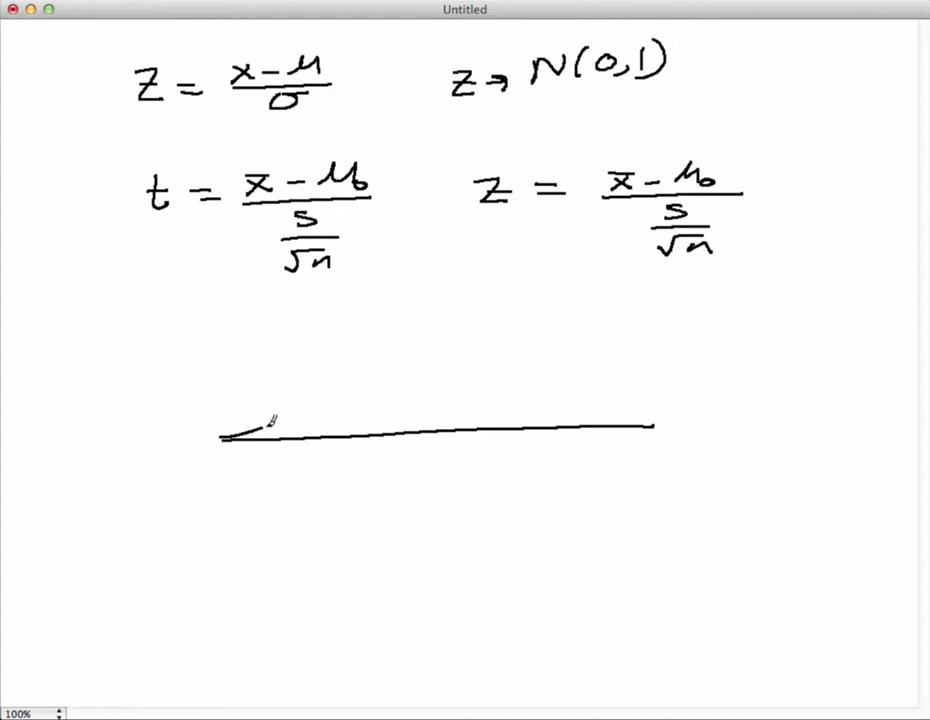 Untitled
Z = x - μ / σ    z → N(0,1)
t = x̄ - μ₀ / s / √n    z = x̄ - μ₀ / s / √n
100%